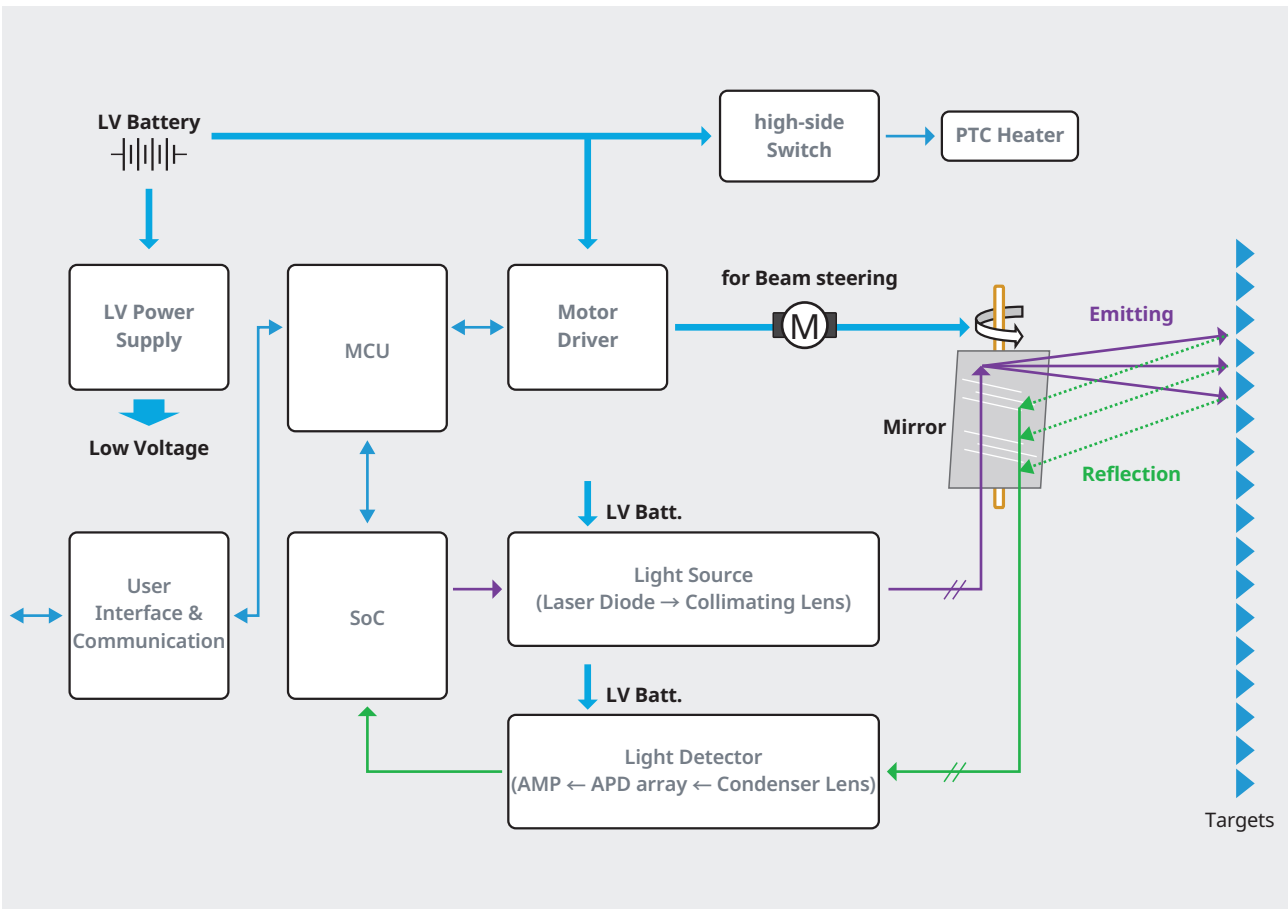 LV Battery
high-side
Switch
PTC Heater
LV Power
Supply
MCU
Motor
Driver
for Beam steering
M
Emitting
Mirror
Low Voltage
Reflection
LV Batt.
User
Interface &
Communication
SoC
Light Source
(Laser Diode → Collimating Lens)
LV Batt.
Light Detector
(AMP ← APD array ← Condenser Lens)
Targets